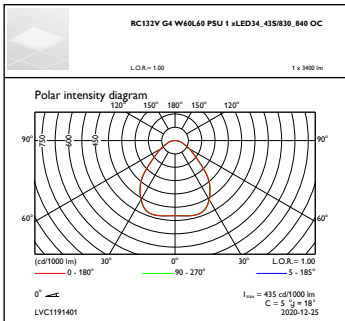 RC132V G4 W60L60 PSU 1 xLED34_43S/830_840 OC
L.O.R.= 1.00 1 x 3400 lm
Polar intensity diagram
120° 150° 180° 150° 120°
90° 750 600 450 90°
60° 60°
(cd/1000 lm) 30° 0° 30° L.O.R.= 1.00
0 - 180° 90 - 270° 5 - 185°
0° Imax = 435 cd/1000 lm
C = 5 °g = 18°
LVC1191401 2020-12-25